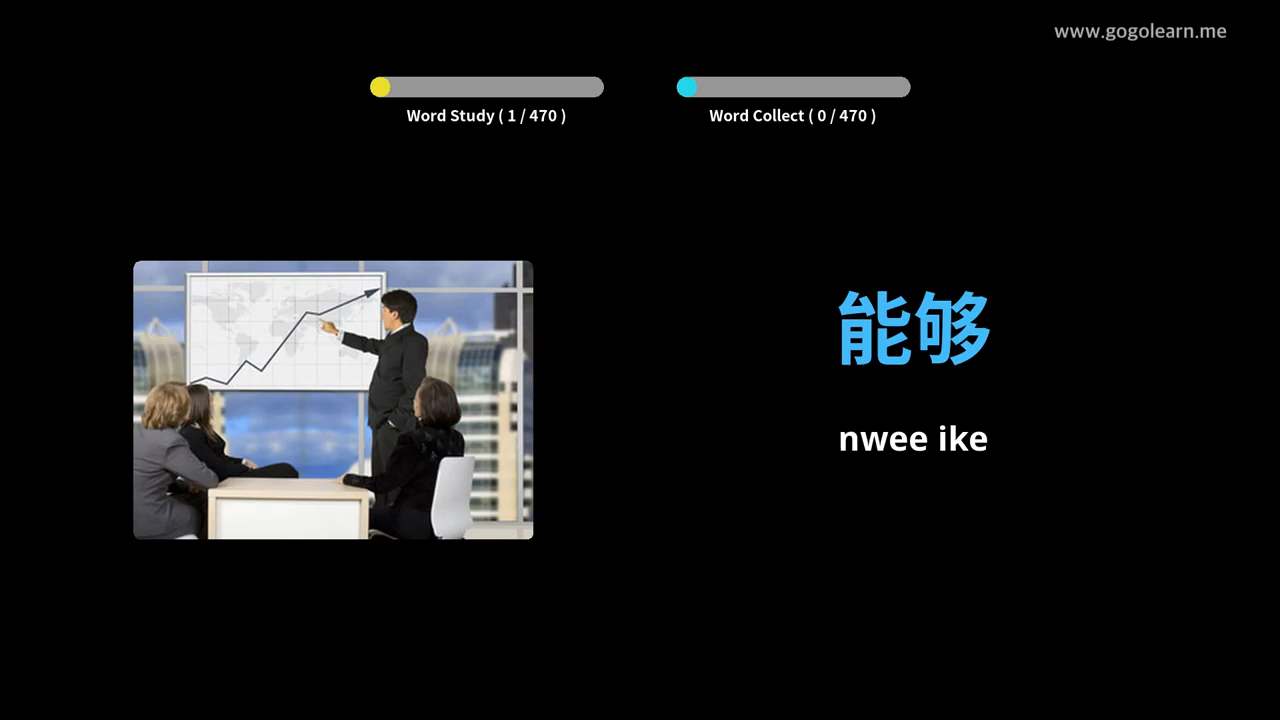 www.gogolearn.me
Word Study ( 1 / 470 )
Word Collect ( 0 / 470 )
能够
nwee ike